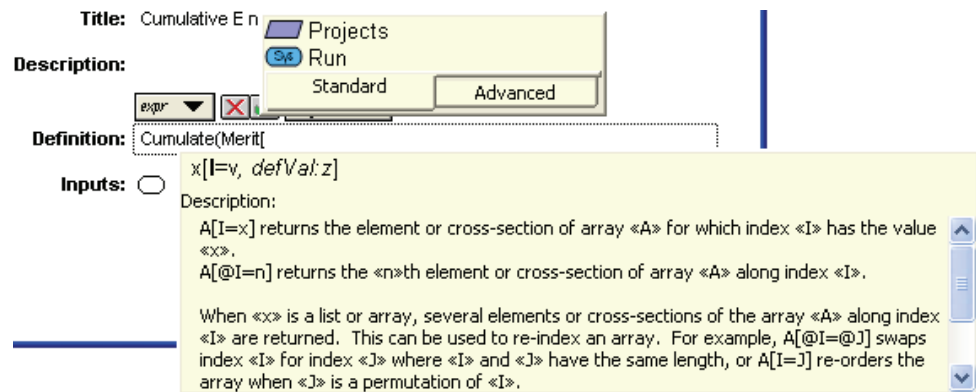 Title: Cumulative E n
Projects
Sys Run
Standard Advanced
Description:
expr
Definition: Cumulate(Merit[
x[I=v, defVal:z]
Inputs:
Description:
A[I=x] returns the element or cross-section of array «A» for which index «I» has the value
«x».
A[@I=n] returns the «n»th element or cross-section of array «A» along index «I».
When «x» is a list or array, several elements or cross-sections of the array «A» along index
«I» are returned. This can be used to re-index an array. For example, A[@I=@J] swaps
index «I» for index «J» where «I» and «J» have the same length, or A[I=J] re-orders the
array when «J» is a permutation of «I».